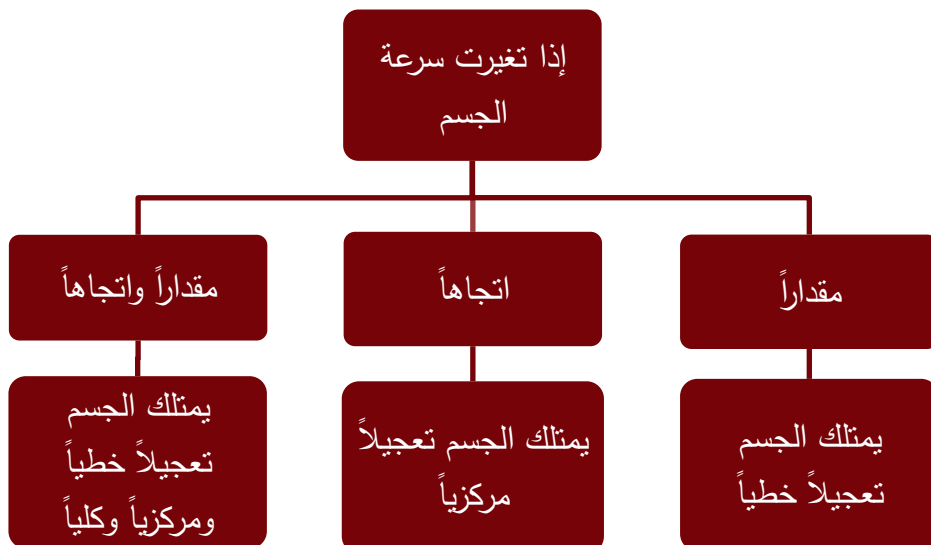 إذا تغيرت سرعة
الجسم
مقداراً
اتجاهاً
مقداراً واتجاهاً
يمتلك الجسم
تعجيلاً خطياً
يمتلك الجسم تعجيلاً
مركزياً
يمتلك الجسم
تعجيلاً خطياً
ومركزياً وكلياً